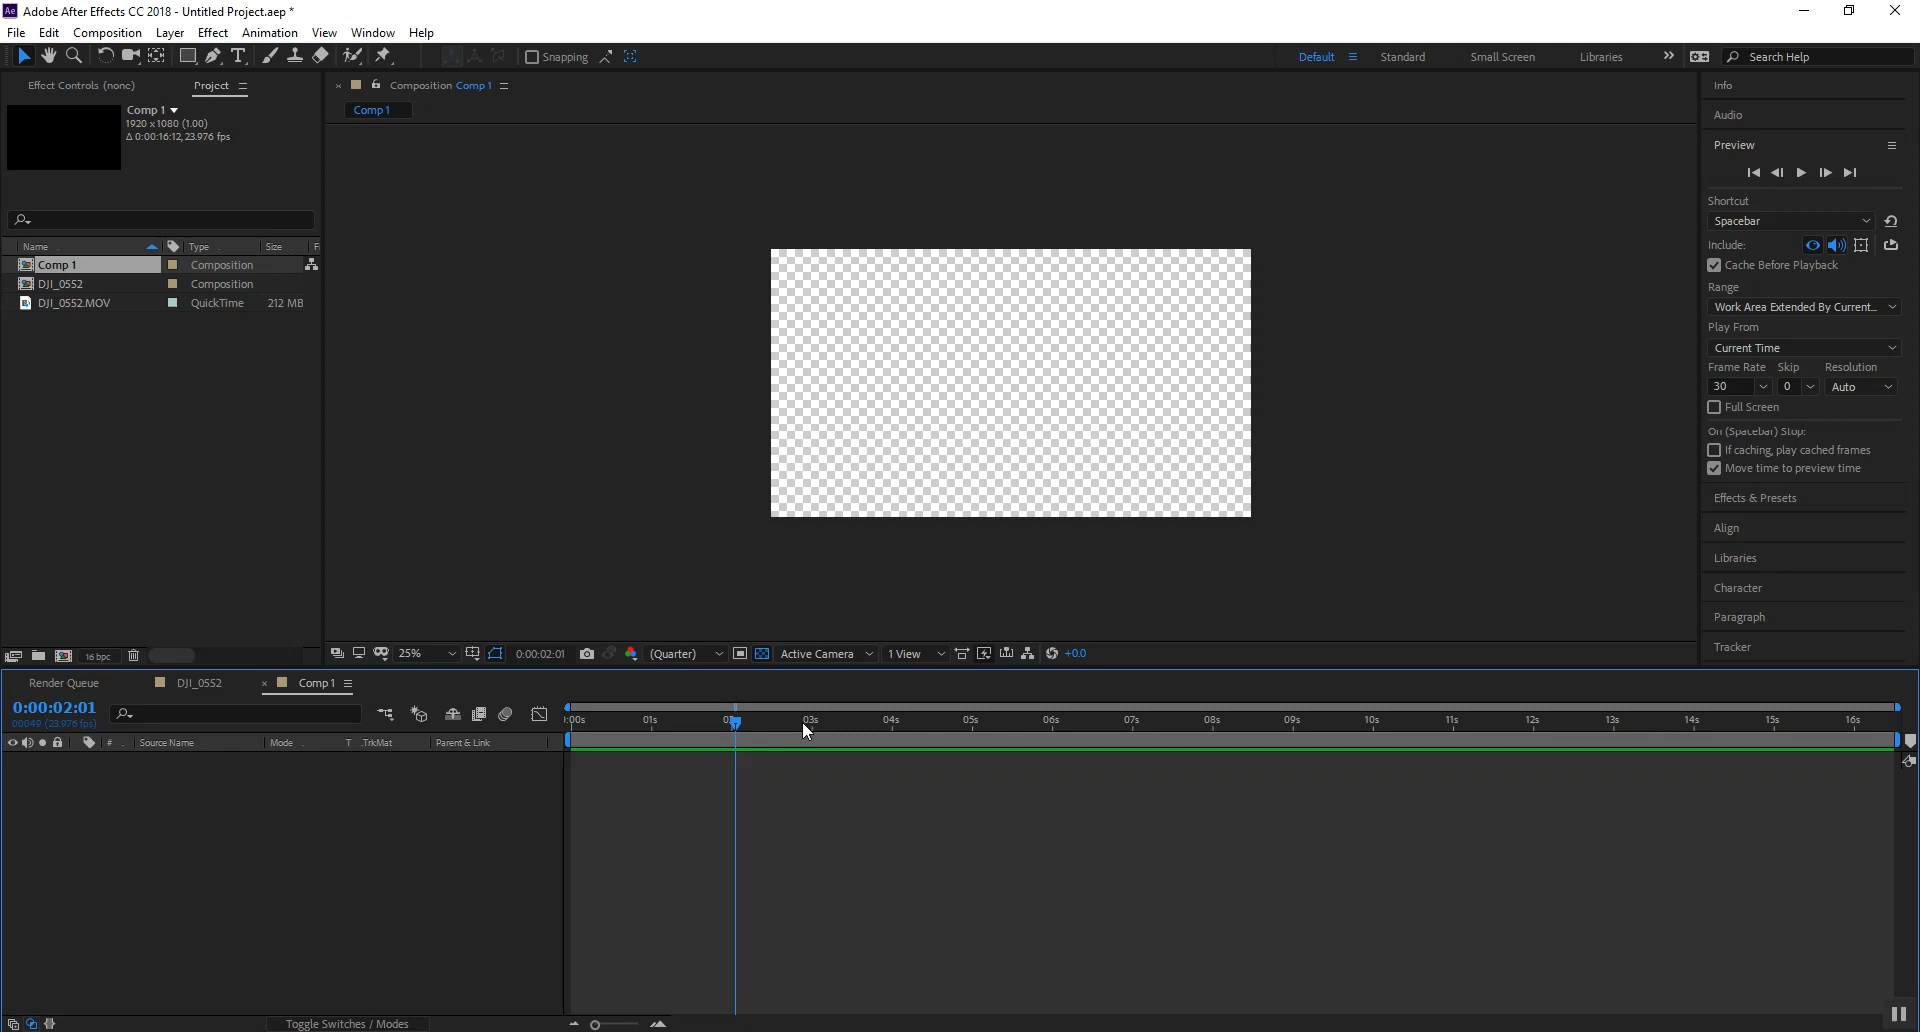 Ae Adobe After Effects CC 2018 - Untitled Project.aep *
File Edit Composition Layer Effect Animation View Window Help
T Snapping Default Standard Small Screen Libraries Search Help
Effect Controls (none) Project
Composition Comp 1
Info
Comp 1
1920 x 1080 (1.00)
Δ 0:00:16:12, 23.976 fps
Comp 1
Audio
Preview
Shortcut
Spacebar
Include:
Cache Before Playback
Range
Work Area Extended By Current...
Play From
Current Time
Frame Rate Skip Resolution
30 0 Auto
Full Screen
On (Spacebar) Stop:
If caching, play cached frames
Move time to preview time
Effects & Presets
Align
Libraries
Character
Paragraph
Tracker
Name Type Size F
Comp 1 Composition
DJI_0552 Composition
DJI_0552.MOV QuickTime 212 MB
16 bpc
25% 0:00:02:01 (Quarter) Active Camera 1 View +0.0
Render Queue DJI_0552 × Comp 1
0:00:02:01
00049 (23.976 fps)
):00s 01s 03s 04s 05s 06s 07s 08s 09s 10s 11s 12s 13s 14s 15s 16s
# Source Name Mode T .TrkMat Parent & Link
Toggle Switches / Modes